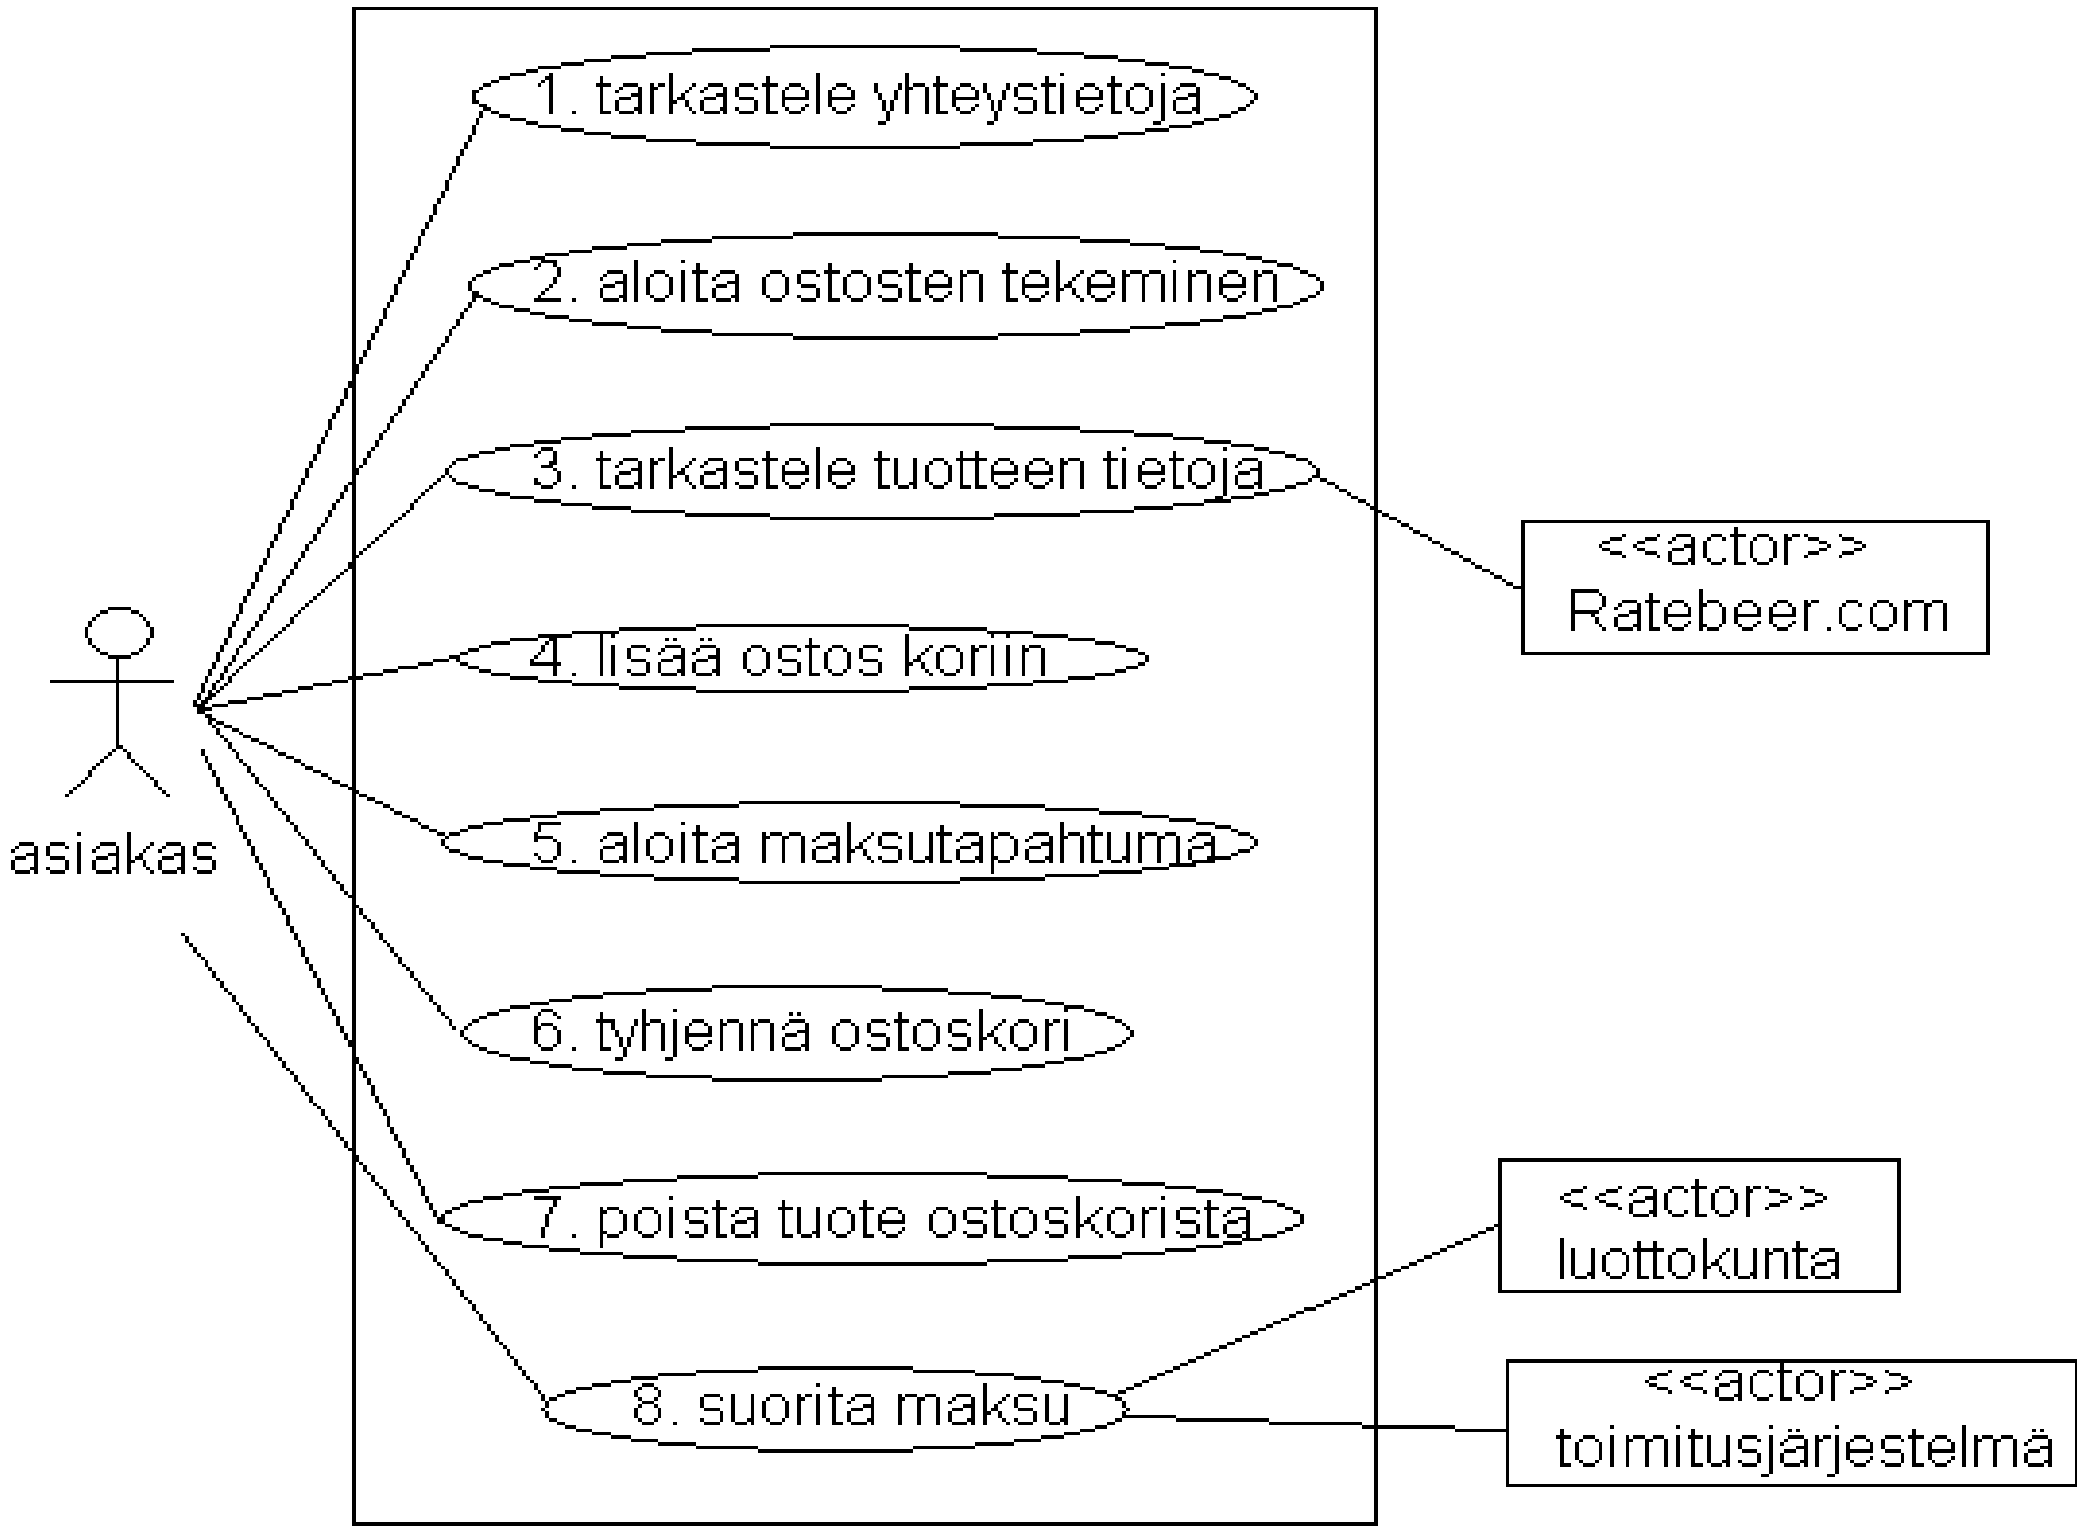 1. tarkastele yhteystietoja
2. aloita ostosten tekeminen
3. tarkastele tuotteen tietoja
<<actor>>
Ratebeer.com
4. lisää ostos koriin
asiakas
5. aloita maksutapahtuma
6. tyhjennä ostoskori
7. poista tuote ostoskorista
<<actor>>
luottokunta
8. suorita maksu
<<actor>>
toimitusjärjestelmä